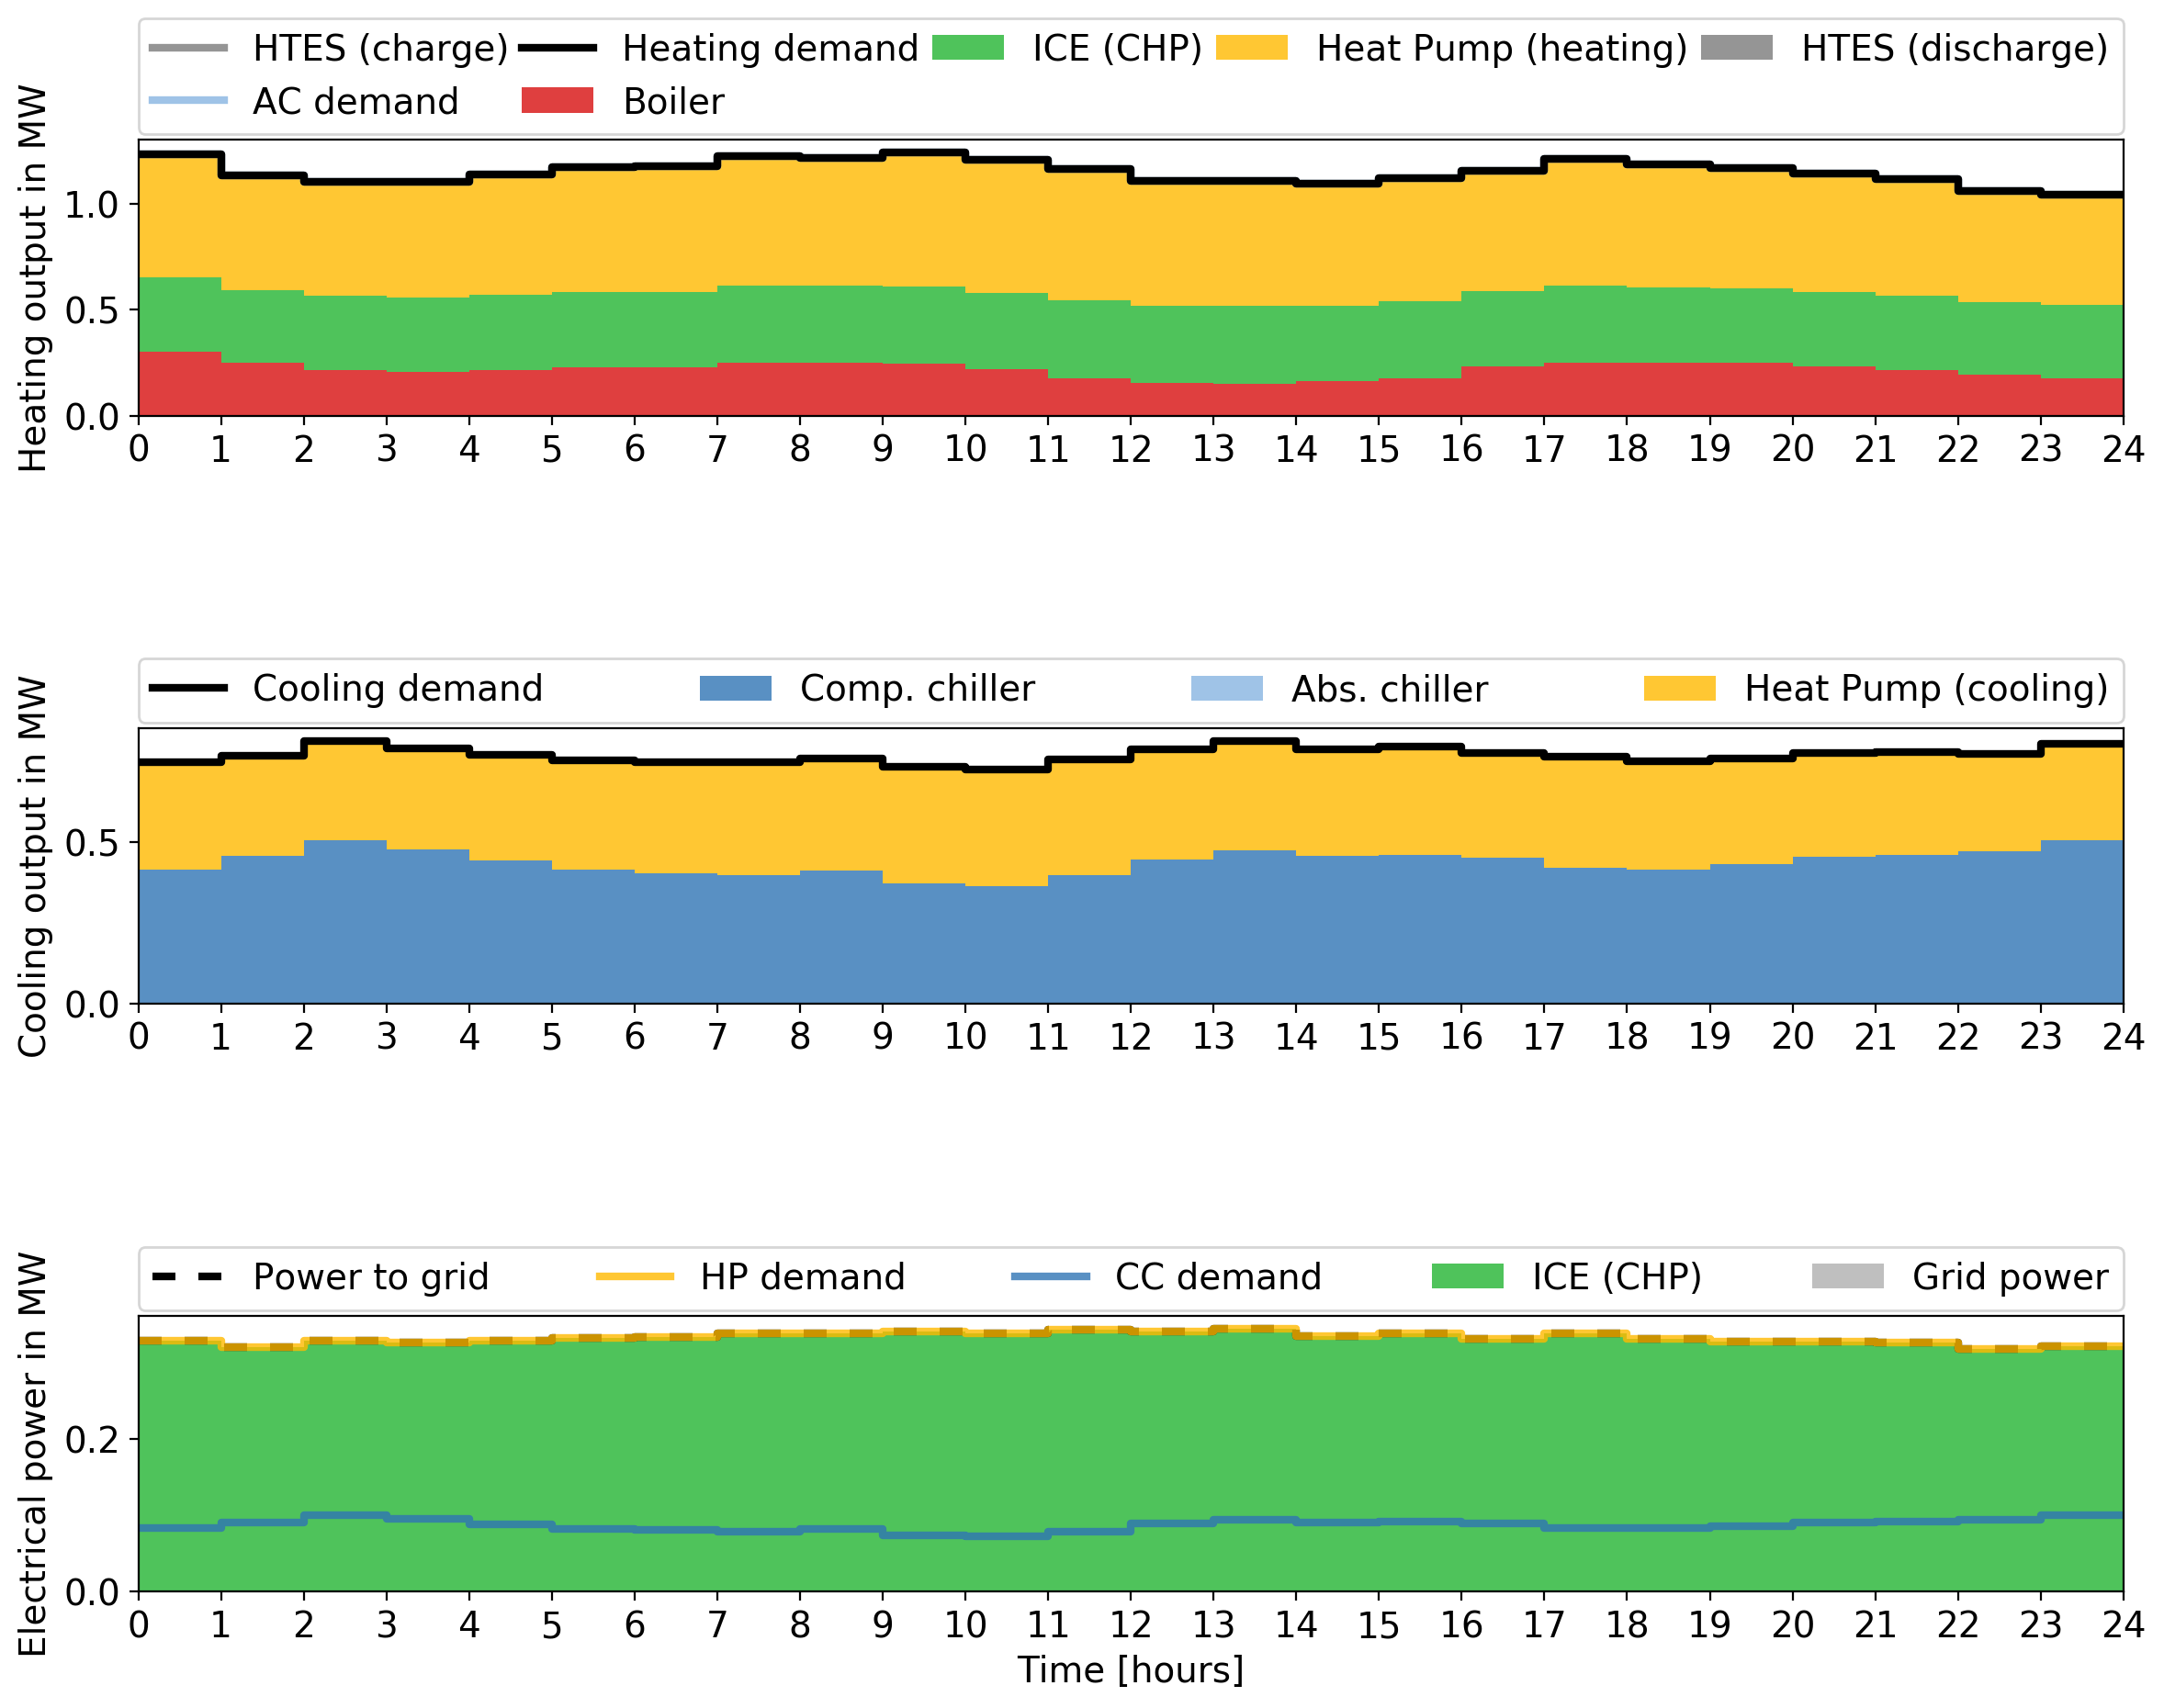 HTES (charge) Heating demand ICE (CHP) Heat Pump (heating) HTES (discharge)
AC demand Boiler
Heating output in MW
1.0
0.5
0.0
0 1 2 3 4 5 6 7 8 9 10 11 12 13 14 15 16 17 18 19 20 21 22 23 24
Cooling demand Comp. chiller Abs. chiller Heat Pump (cooling)
Cooling output in MW
0.5
0.0
0 1 2 3 4 5 6 7 8 9 10 11 12 13 14 15 16 17 18 19 20 21 22 23 24
Power to grid HP demand CC demand ICE (CHP) Grid power
Electrical power in MW
0.2
0.0
0 1 2 3 4 5 6 7 8 9 10 11 12 13 14 15 16 17 18 19 20 21 22 23 24
Time [hours]